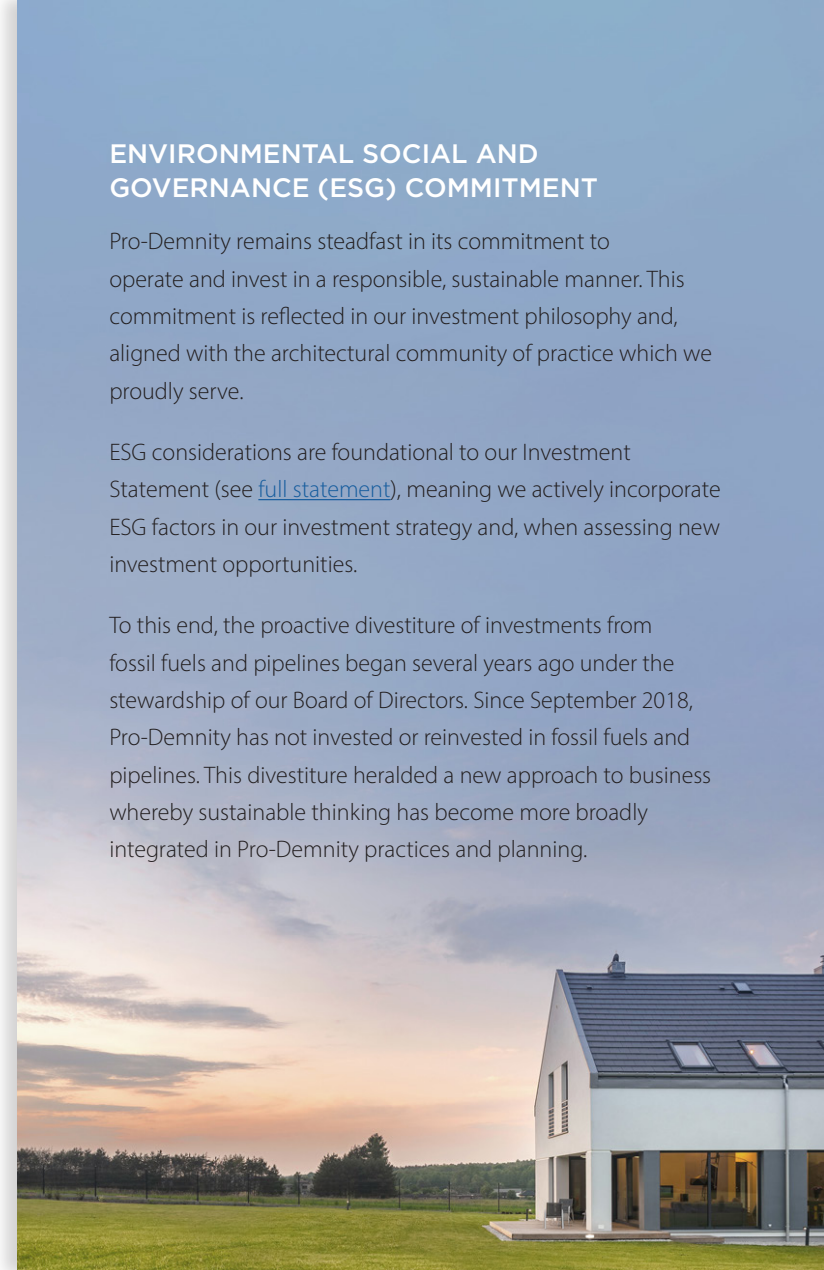 ENVIRONMENTAL SOCIAL AND
GOVERNANCE (ESG) COMMITMENT
Pro-Demnity remains steadfast in its commitment to
operate and invest in a responsible, sustainable manner. This
commitment is reflected in our investment philosophy and,
aligned with the architectural community of practice which we
proudly serve.
ESG considerations are foundational to our Investment
Statement (see full statement), meaning we actively incorporate
ESG factors in our investment strategy and, when assessing new
investment opportunities.
To this end, the proactive divestiture of investments from
fossil fuels and pipelines began several years ago under the
stewardship of our Board of Directors. Since September 2018,
Pro-Demnity has not invested or reinvested in fossil fuels and
pipelines. This divestiture heralded a new approach to business
whereby sustainable thinking has become more broadly
integrated in Pro-Demnity practices and planning.